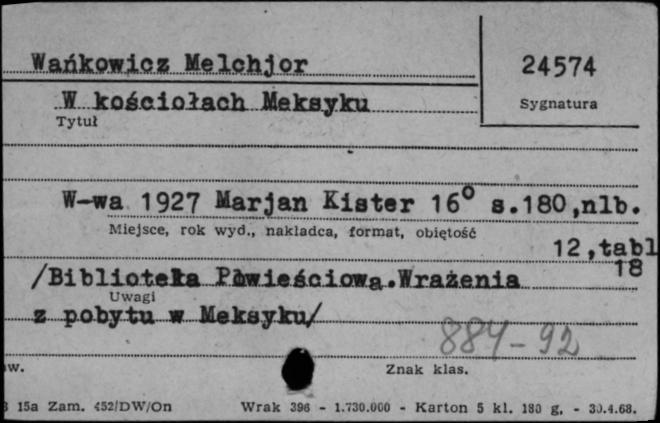 Wańkowicz Melchjor
24574
Sygnatura
W kościołach Meksyku
Tytuł
W-wa 1927 Marjan Kister 16° s.180,nlb.
Miejsce, rok wyd., nakładca, format, objętość
12,tabl
18
/Biblioteka Powieściowa.Wrażenia
Uwagi
z pobytu w Meksyku/
884-92
w.
Znak klas.
15a Zam. 452/DW/On Wrak 396 - 1.730.000 - Karton 5 kl. 180 g, - 30.4.68.